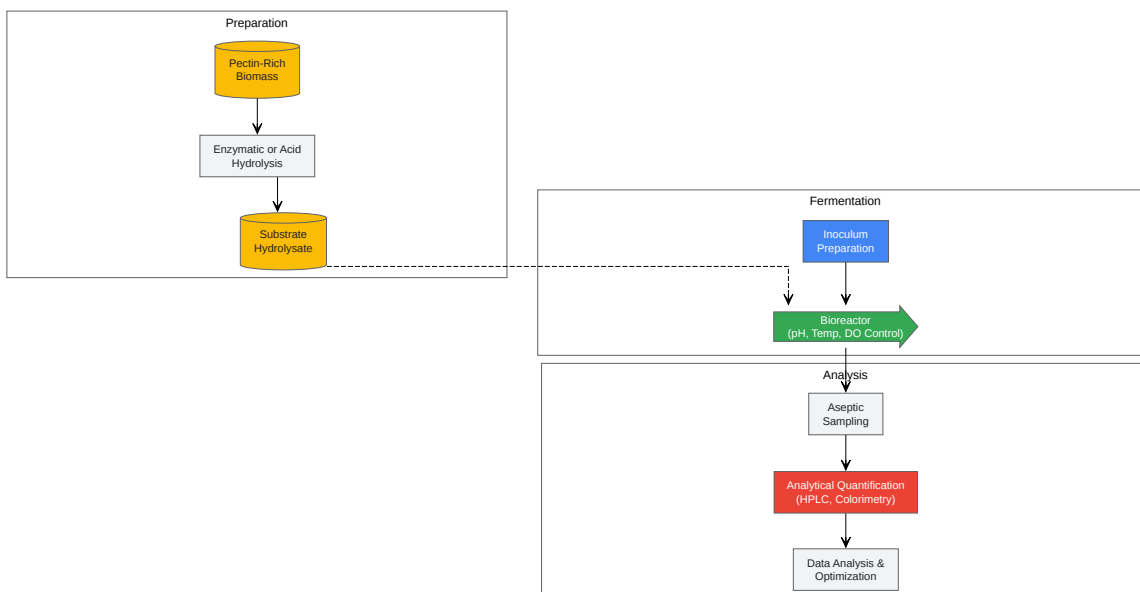 Preparation
Pectin-Rich
Biomass
Enzymatic or Acid
Hydrolysis
Substrate
Hydrolysate
Fermentation
Inoculum
Preparation
Bioreactor
(pH, Temp, DO Control)
Analysis
Aseptic
Sampling
Analytical Quantification
(HPLC, Colorimetry)
Data Analysis &
Optimization